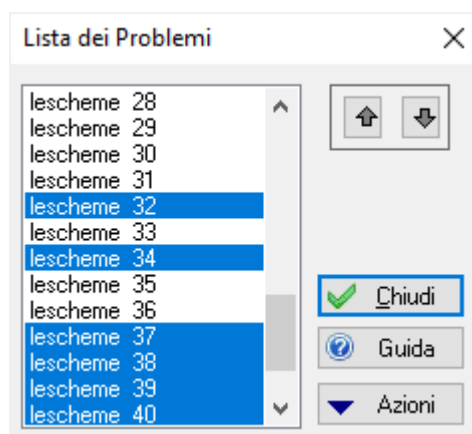 Lista dei Problemi
lescheme 28
lescheme 29
lescheme 30
lescheme 31
lescheme 32
lescheme 33
lescheme 34
lescheme 35
lescheme 36
lescheme 37
lescheme 38
lescheme 39
lescheme 40
Chiudi
Guida
Azioni